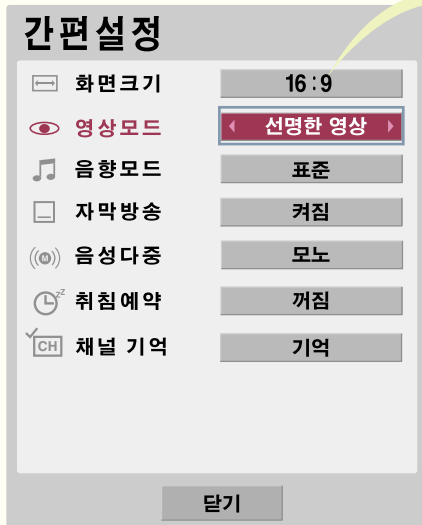 간편설정
화면크기 16:9
영상모드 선명한 영상
음향모드 표준
자막방송 켜짐
음성다중 모노
취침예약 꺼짐
채널 기억 기억
M
zz
CH
닫기